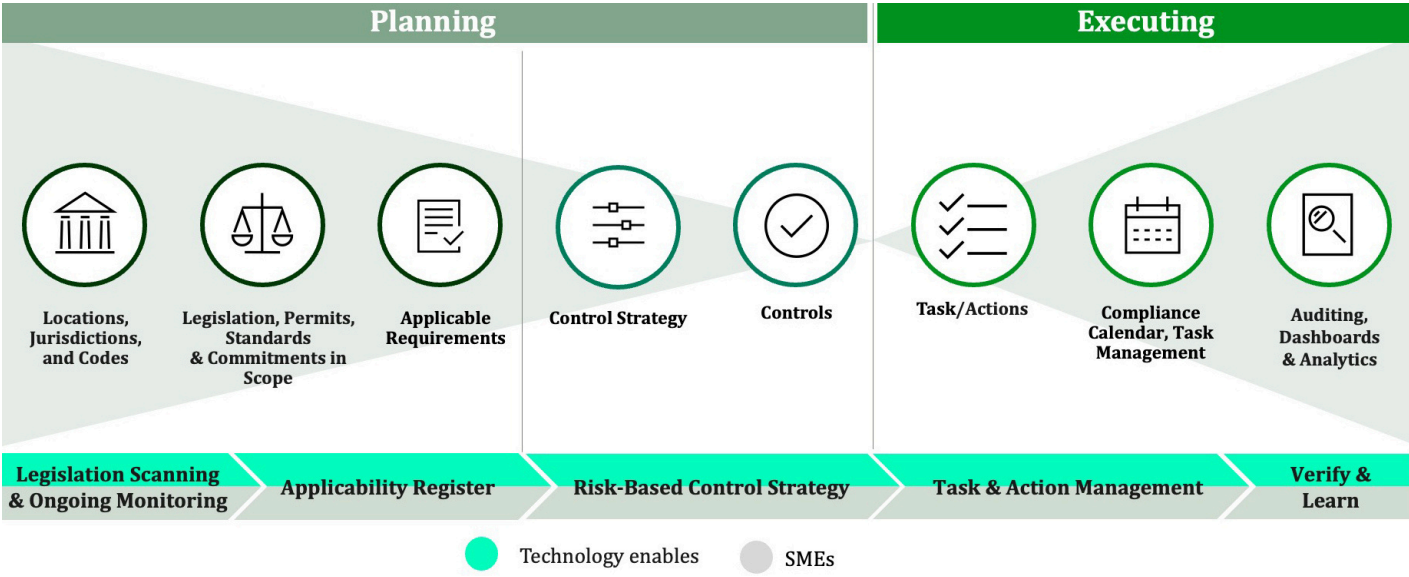 Planning
Executing
Locations,
Jurisdictions,
and Codes
Legislation, Permits,
Standards
& Commitments in
Scope
Applicable
Requirements
Control Strategy
Controls
Task/Actions
Compliance
Calendar, Task
Management
Auditing,
Dashboards
& Analytics
Legislation Scanning
& Ongoing Monitoring
Applicability Register
Risk-Based Control Strategy
Task & Action Management
Verify &
Learn
Technology enables
SMEs